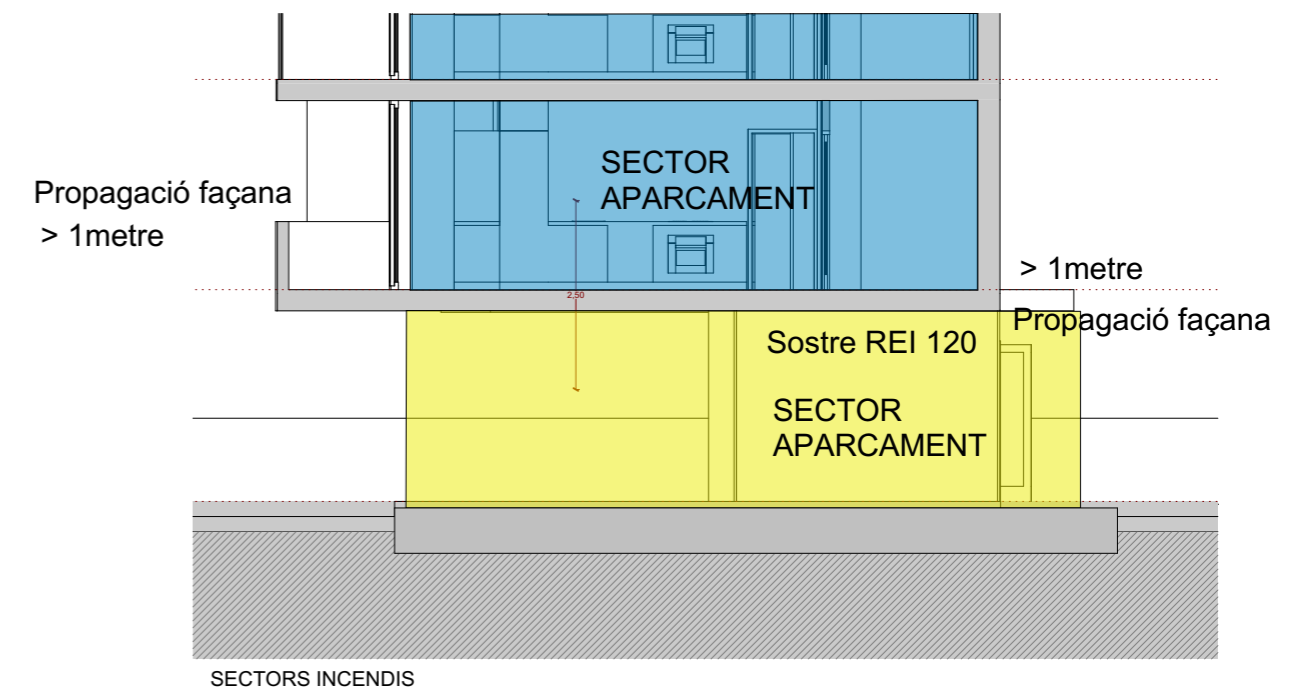 SECTOR
APARCAMENT
Propagació façana
> 1metre
> 1metre
2,50
Propagació façana
Sostre REI 120
SECTOR
APARCAMENT
SECTORS INCENDIS